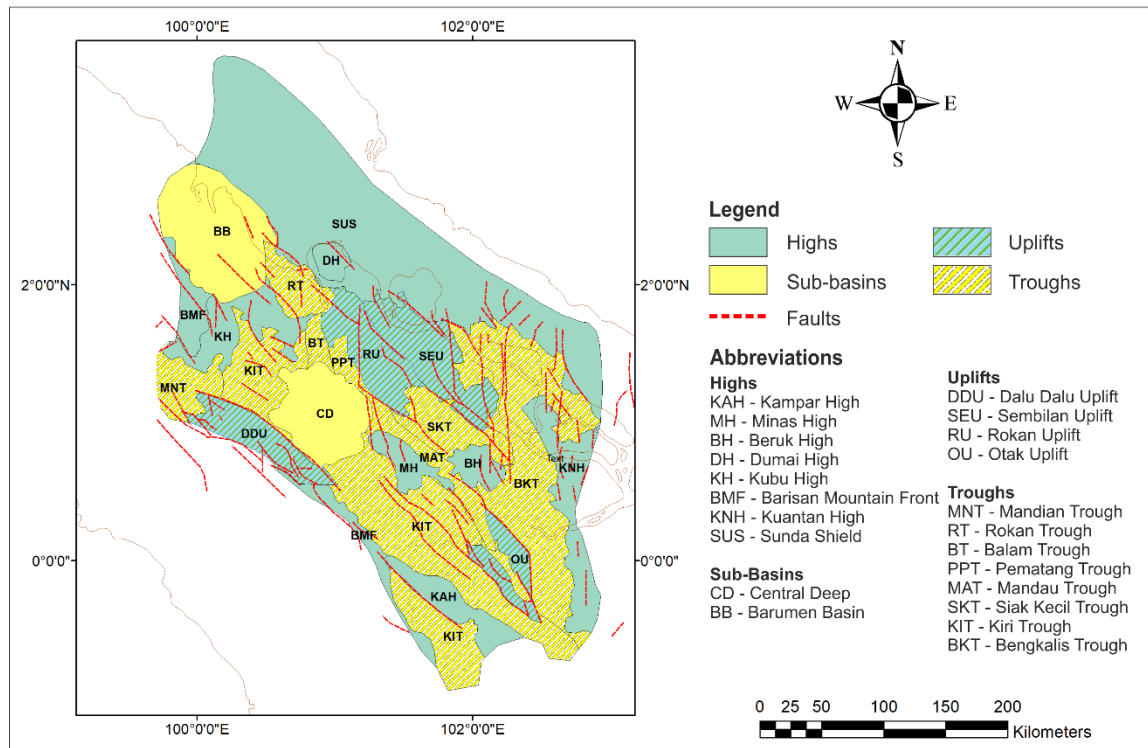 100°0'0"E
102°0'0"E
N
W
E
S
2°0'0"N
2°0'0"N
0°0'0"
0°0'0"
100°0'0"E
102°0'0"E
BB
SUS
DH
RT
BMF
KH
BT
PPT
RU
SEU
KIT
MNT
CD
DDU
SKT
MAT
MH
BH
Text
KNH
BKT
KIT
BMF
OU
KAH
KIT
Legend
Highs
Uplifts
Sub-basins
Troughs
Faults
Abbreviations
Highs
KAH - Kampar High
MH - Minas High
BH - Beruk High
DH - Dumai High
KH - Kubu High
BMF - Barisan Mountain Front
KNH - Kuantan High
SUS - Sunda Shield
Sub-Basins
CD - Central Deep
BB - Barumen Basin
Uplifts
DDU - Dalu Dalu Uplift
SEU - Sembilan Uplift
RU - Rokan Uplift
OU - Otak Uplift
Troughs
MNT - Mandian Trough
RT - Rokan Trough
BT - Balam Trough
PPT - Pematang Trough
MAT - Mandau Trough
SKT - Siak Kecil Trough
KIT - Kiri Trough
BKT - Bengkalis Trough
0 25 50 100 150 200
Kilometers